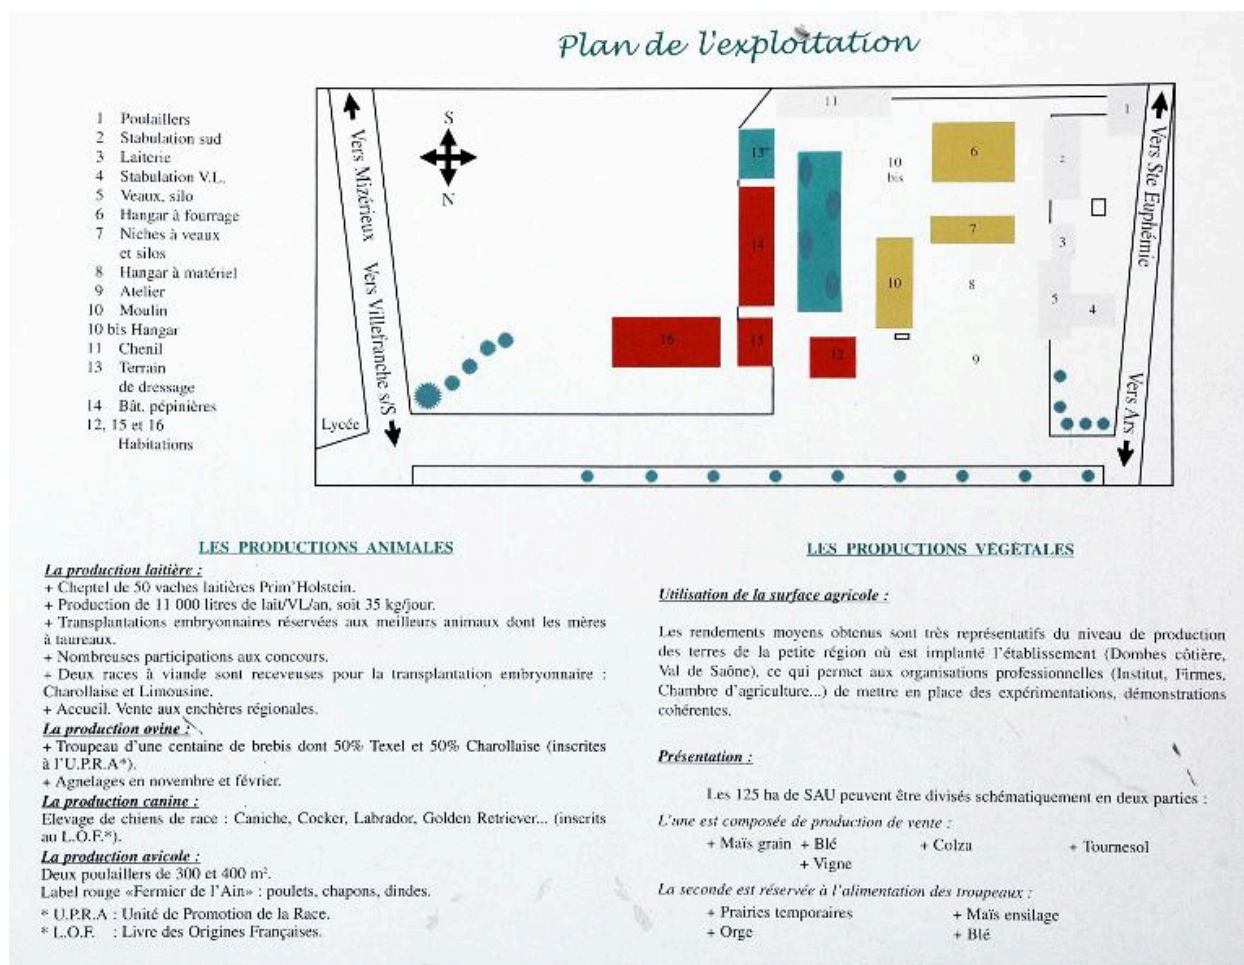 Plan de l'exploitation
1 Poulaillers
2 Stabulation sud
3 Laiterie
4 Stabulation V.L.
5 Veaux, silo
6 Hangar à fourrage
7 Niches à veaux
et silos
8 Hangar à matériel
9 Atelier
10 Moulin
10 bis Hangar
11 Chenil
13 Terrain
de dressage
14 Bât. pépinières
12, 15 et 16
Habitations
S
N
Vers Mizérieux
Vers Villefranche s/S
Lycée
11
1
13
10
bis
6
2
14
7
3
10
8
5
4
16
15
12
9
Vers Ste Euphémie
Vers Ars
LES PRODUCTIONS ANIMALES
La production laitière :
+ Cheptel de 50 vaches laitières Prim'Holstein.
+ Production de 11 000 litres de lait/VL/an, soit 35 kg/jour.
+ Transplantations embryonnaires réservées aux meilleurs animaux dont les mères
à taureaux.
+ Nombreuses participations aux concours.
+ Deux races à viande sont receveuses pour la transplantation embryonnaire :
Charollaise et Limousine.
+ Accueil. Vente aux enchères régionales.
La production ovine :
+ Troupeau d'une centaine de brebis dont 50% Texel et 50% Charollaise (inscrites
à l'U.P.R.A*).
+ Agnelages en novembre et février.
La production canine :
Elevage de chiens de race : Caniche, Cocker, Labrador, Golden Retriever... (inscrits
au L.O.F.*).
La production avicole :
Deux poulaillers de 300 et 400 m².
Label rouge «Fermier de l'Ain» : poulets, chapons, dindes.
* U.P.R.A : Unité de Promotion de la Race.
* L.O.F. : Livre des Origines Françaises.
LES PRODUCTIONS VÉGÉTALES
Utilisation de la surface agricole :
Les rendements moyens obtenus sont très représentatifs du niveau de production
des terres de la petite région où est implanté l'établissement (Dombes côtière,
Val de Saône), ce qui permet aux organisations professionnelles (Institut, Firmes,
Chambre d'agriculture...) de mettre en place des expérimentations, démonstrations
cohérentes.
Présentation :
Les 125 ha de SAU peuvent être divisés schématiquement en deux parties :
L'une est composée de production de vente :
+ Maïs grain + Blé + Colza + Tournesol
+ Vigne
La seconde est réservée à l'alimentation des troupeaux :
+ Prairies temporaires + Maïs ensilage
+ Orge + Blé